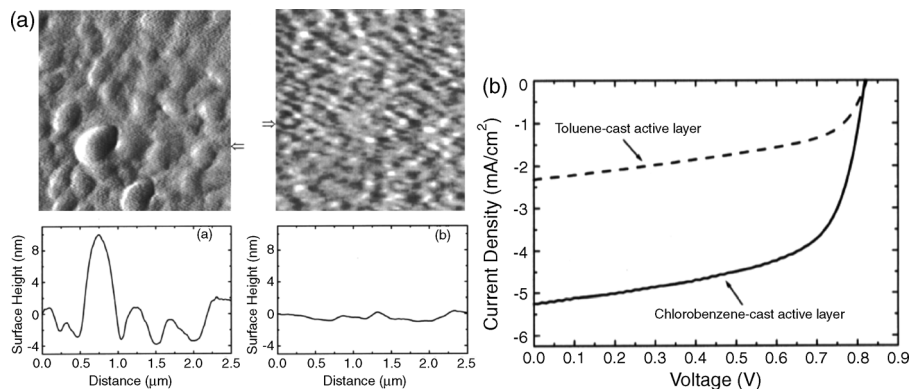 (a)
(a)
Surface Height (nm)
8
4
0
-4
0.0 0.5 1.0 1.5 2.0 2.5
Distance (µm)
(b)
Surface Height (nm)
8
4
0
-4
0.0 0.5 1.0 1.5 2.0 2.5
Distance (µm)
(b)
Current Density (mA/cm²)
0
-1
-2
-3
-4
-5
-6
Toluene-cast active layer
Chlorobenzene-cast active layer
0.0 0.1 0.2 0.3 0.4 0.5 0.6 0.7 0.8 0.9
Voltage (V)